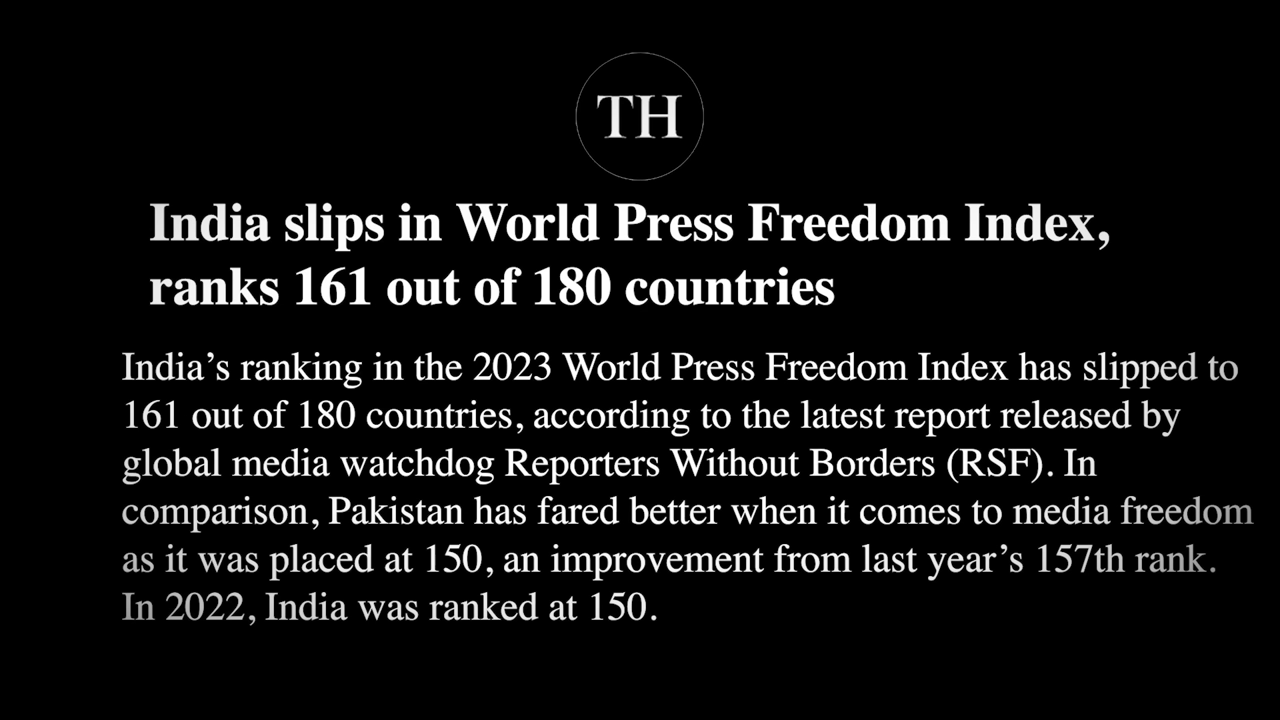 TH
India slips in World Press Freedom Index,
ranks 161 out of 180 countries
India’s ranking in the 2023 World Press Freedom Index has slipped to
161 out of 180 countries, according to the latest report released by
global media watchdog Reporters Without Borders (RSF). In
comparison, Pakistan has fared better when it comes to media freedom
as it was placed at 150, an improvement from last year’s 157th rank.
In 2022, India was ranked at 150.